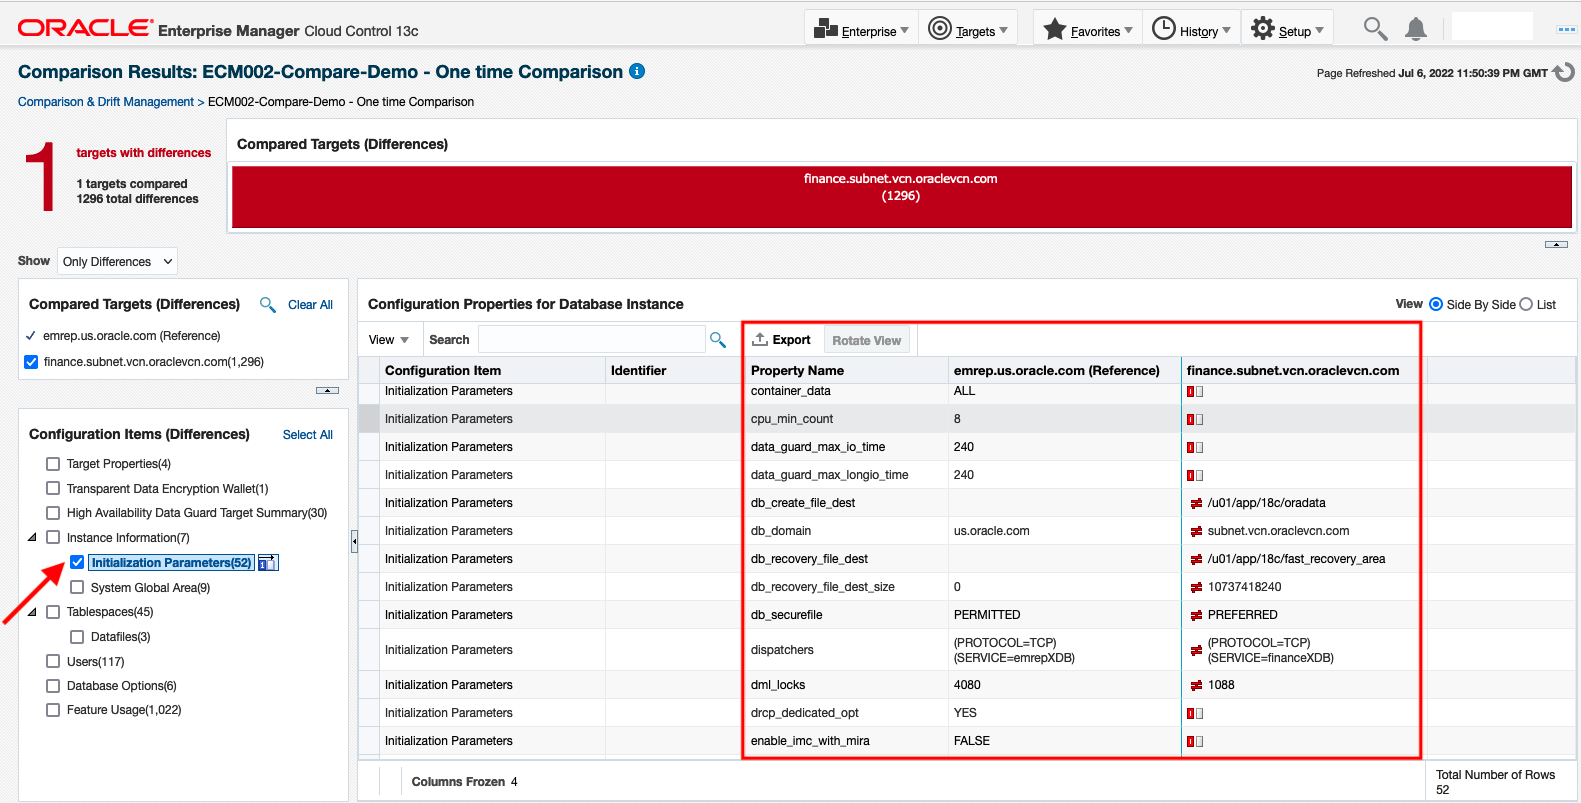 ORACLE® Enterprise Manager Cloud Control 13c
Enterprise Targets Favorites History Setup
Comparison Results: ECM002-Compare-Demo - One time Comparison
Page Refreshed Jul 6, 2022 11:50:39 PM GMT
Comparison & Drift Management > ECM002-Compare-Demo - One time Comparison
1
targets with differences
1 targets compared
1296 total differences
Compared Targets (Differences)
finance.subnet.vcn.oraclevcn.com
(1296)
Show Only Differences
Compared Targets (Differences) Clear All
emrep.us.oracle.com (Reference)
finance.subnet.vcn.oraclevcn.com(1,296)
Configuration Items (Differences) Select All
Target Properties(4)
Transparent Data Encryption Wallet(1)
High Availability Data Guard Target Summary(30)
Instance Information(7)
Initialization Parameters(52)
System Global Area(9)
Tablespaces(45)
Datafiles(3)
Users(117)
Database Options(6)
Feature Usage(1,022)
Configuration Properties for Database Instance
View Side By Side List
View Search Export Rotate View
Configuration Item Identifier Property Name emrep.us.oracle.com (Reference) finance.subnet.vcn.oraclevcn.com
Initialization Parameters container_data ALL
Initialization Parameters cpu_min_count 8
Initialization Parameters data_guard_max_io_time 240
Initialization Parameters data_guard_max_longio_time 240
Initialization Parameters db_create_file_dest /u01/app/18c/oradata
Initialization Parameters db_domain us.oracle.com subnet.vcn.oraclevcn.com
Initialization Parameters db_recovery_file_dest /u01/app/18c/fast_recovery_area
Initialization Parameters db_recovery_file_dest_size 0 10737418240
Initialization Parameters db_securefile PERMITTED PREFERRED
Initialization Parameters dispatchers (PROTOCOL=TCP) (SERVICE=emrepXDB) (PROTOCOL=TCP) (SERVICE=financeXDB)
Initialization Parameters dml_locks 4080 1088
Initialization Parameters drcp_dedicated_opt YES
Initialization Parameters enable_imc_with_mira FALSE
Columns Frozen 4
Total Number of Rows
52